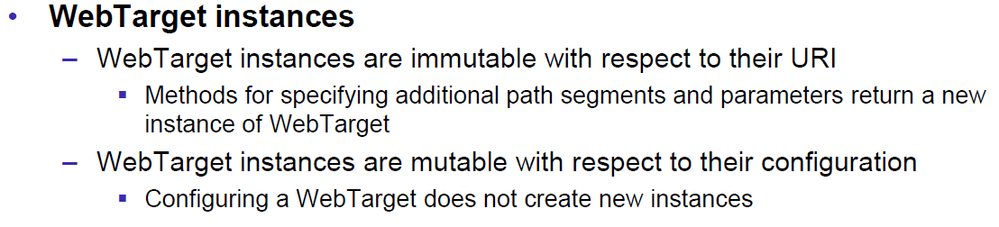 • WebTarget instances
– WebTarget instances are immutable with respect to their URI
▪ Methods for specifying additional path segments and parameters return a new
instance of WebTarget
– WebTarget instances are mutable with respect to their configuration
▪ Configuring a WebTarget does not create new instances